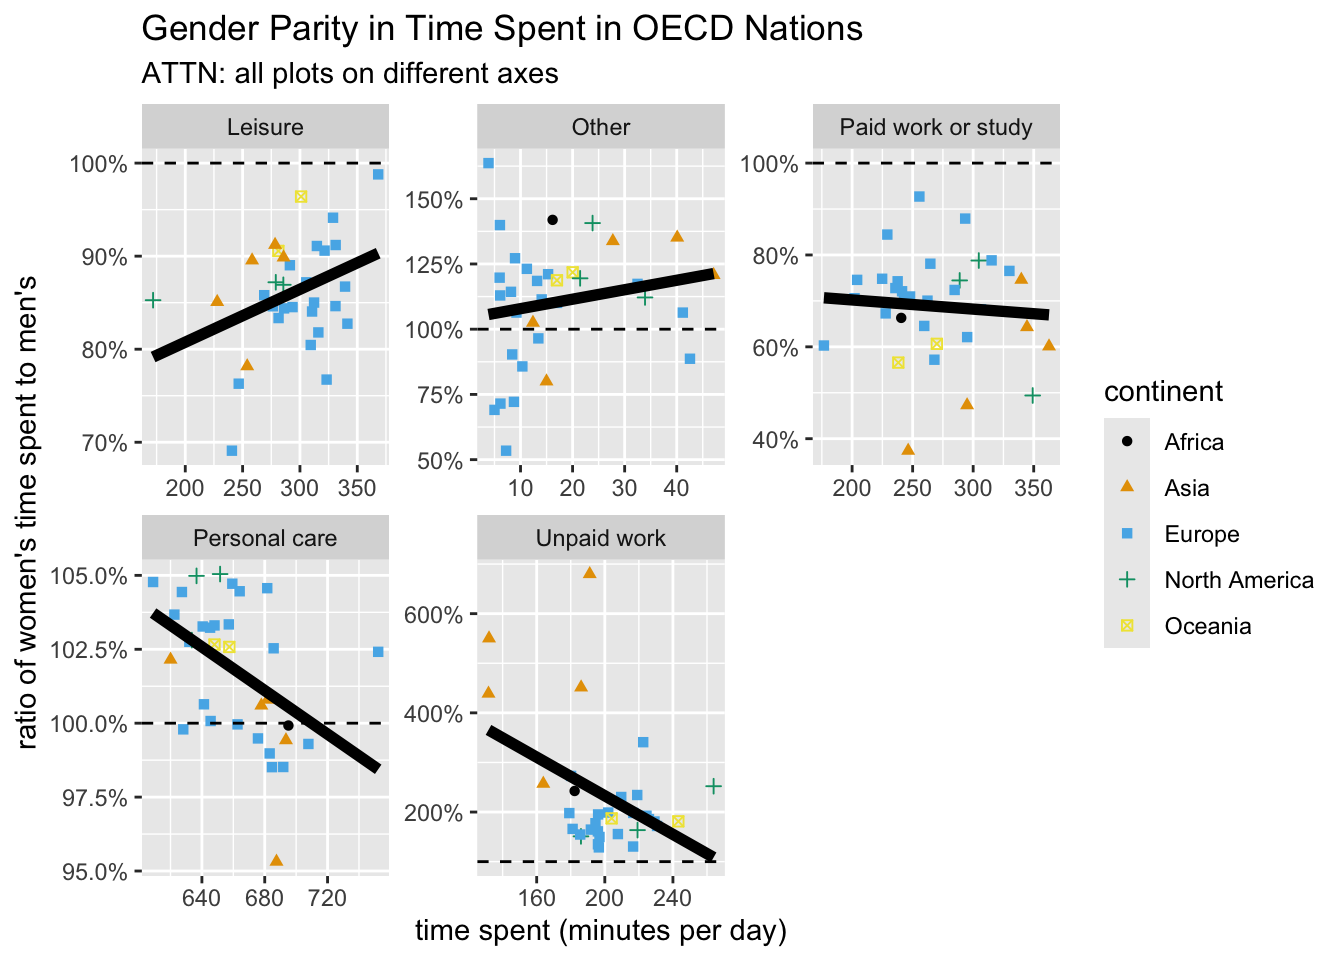 Gender Parity in Time Spent in OECD Nations
ATTN: all plots on different axes
Leisure
Other
Paid work or study
100%
90%
80%
70%
200 250 300 350
150%
125%
100%
75%
50%
10 20 30 40
100%
80%
60%
40%
200 250 300 350
Personal care
Unpaid work
105.0%
102.5%
100.0%
97.5%
95.0%
640 680 720
600%
400%
200%
160 200 240
ratio of women's time spent to men's
time spent (minutes per day)
continent
Africa
Asia
Europe
North America
Oceania